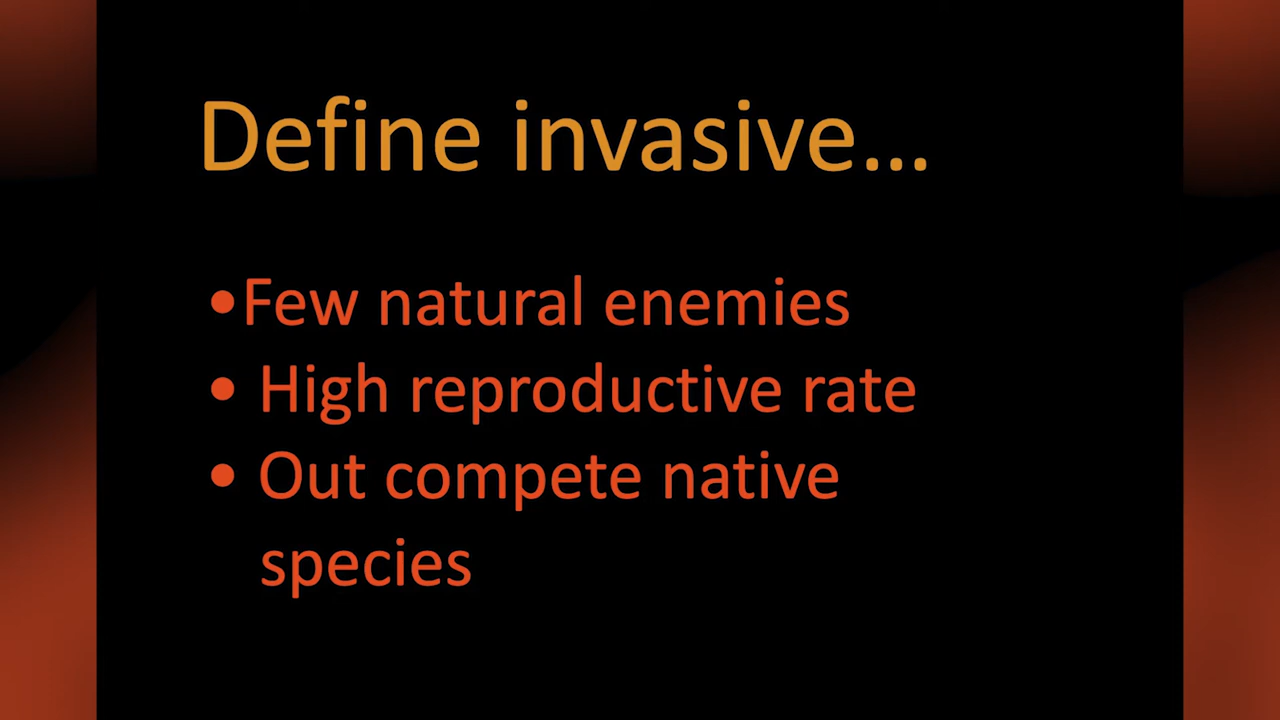 Define invasive...
•Few natural enemies
• High reproductive rate
• Out compete native
species